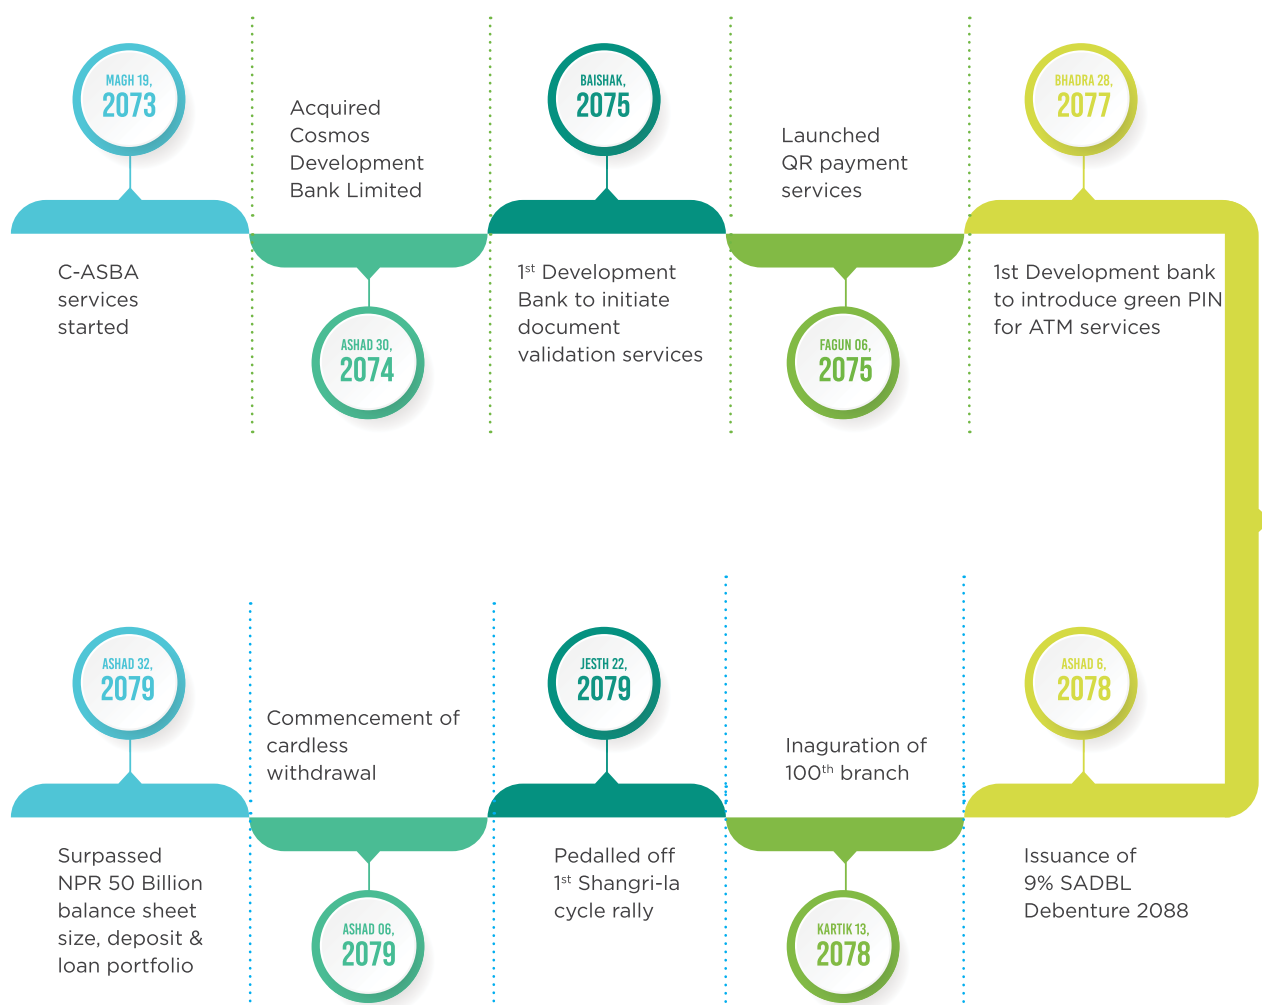 MAGH 19,
2073
C-ASBA
services
started
Acquired
Cosmos
Development
Bank Limited
ASHAD 30,
2074
BAISHAK,
2075
1st Development
Bank to initiate
document
validation services
Launched
QR payment
services
FAGUN 06,
2075
BHADRA 28,
2077
1st Development bank
to introduce green PIN
for ATM services
ASHAD 6,
2078
Issuance of
9% SADBL
Debenture 2088
Inaguration of
100th branch
KARTIK 13,
2078
JESTH 22,
2079
Pedalled off
1st Shangri-la
cycle rally
Commencement of
cardless
withdrawal
ASHAD 06,
2079
ASHAD 32,
2079
Surpassed
NPR 50 Billion
balance sheet
size, deposit &
loan portfolio